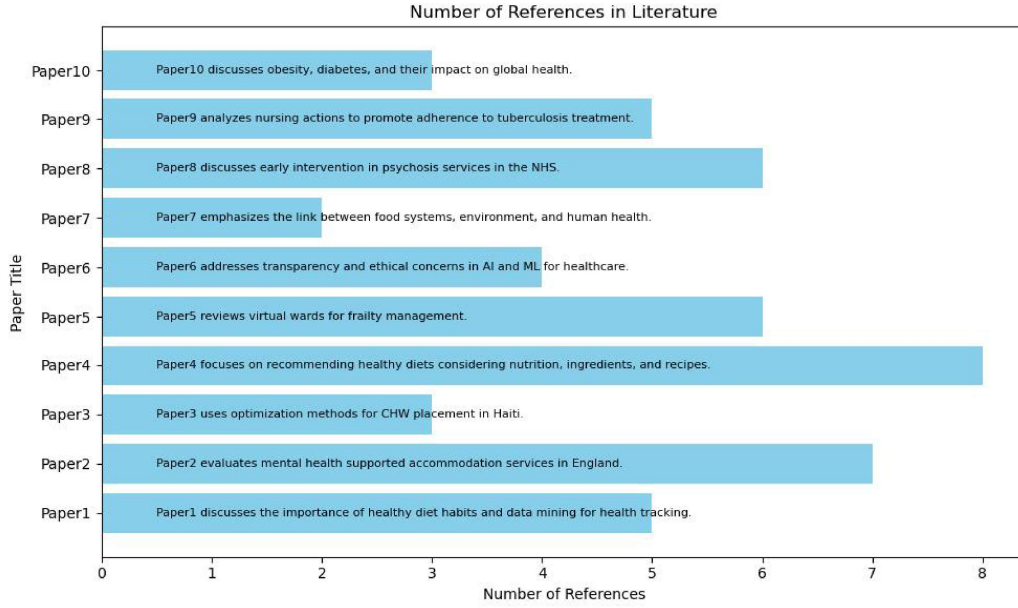 Number of References in Literature
Paper10
Paper10 discusses obesity, diabetes, and their impact on global health.
Paper9
Paper9 analyzes nursing actions to promote adherence to tuberculosis treatment.
Paper8
Paper8 discusses early intervention in psychosis services in the NHS.
Paper7
Paper7 emphasizes the link between food systems, environment, and human health.
Paper6
Paper6 addresses transparency and ethical concerns in AI and ML for healthcare.
Paper5
Paper5 reviews virtual wards for frailty management.
Paper4
Paper4 focuses on recommending healthy diets considering nutrition, ingredients, and recipes.
Paper3
Paper3 uses optimization methods for CHW placement in Haiti.
Paper2
Paper2 evaluates mental health supported accommodation services in England.
Paper1
Paper1 discusses the importance of healthy diet habits and data mining for health tracking.
Paper Title
0 1 2 3 4 5 6 7 8
Number of References